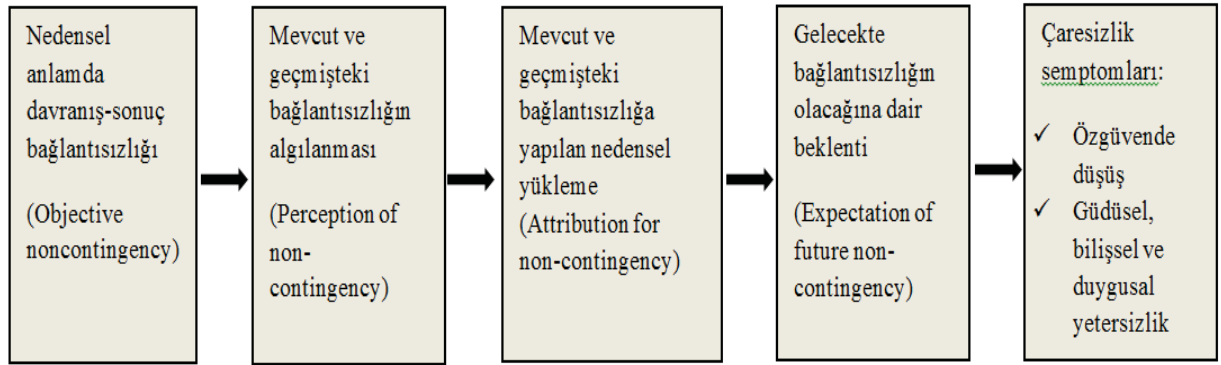 Nedensel
anlamda
davranış-sonuç
bağlantısızlığı
(Objective
noncontingency)
Mevcut ve
geçmişteki
bağlantısızlığın
algılanması
(Perception of
non-
contingency)
Mevcut ve
geçmişteki
bağlantısızlığa
yapılan nedensel
yükleme
(Attribution for
non-contingency)
Gelecekte
bağlantısızlığın
olacağına dair
beklenti
(Expectation of
future non-
contingency)
Çaresizlik
semptomları:
✓ Özgüvende
düşüş
✓ Güdüsel,
bilişsel ve
duygusal
yetersizlik